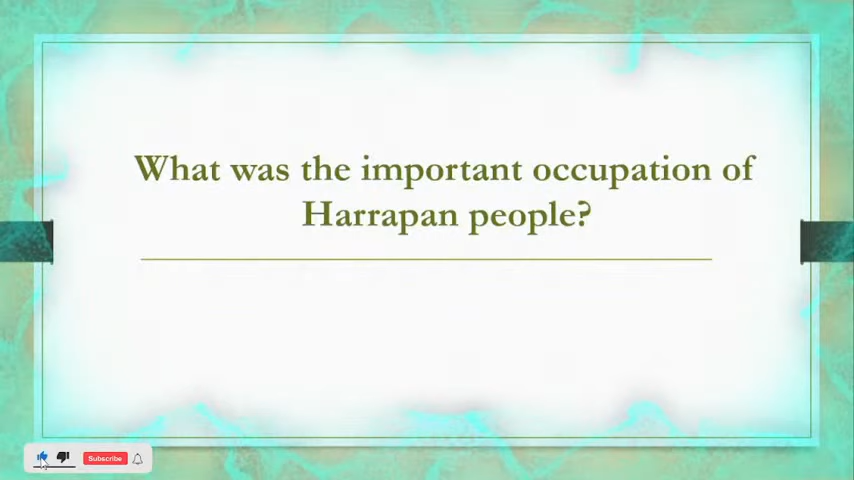 What was the important occupation of
Harrapan people?
Subscribe